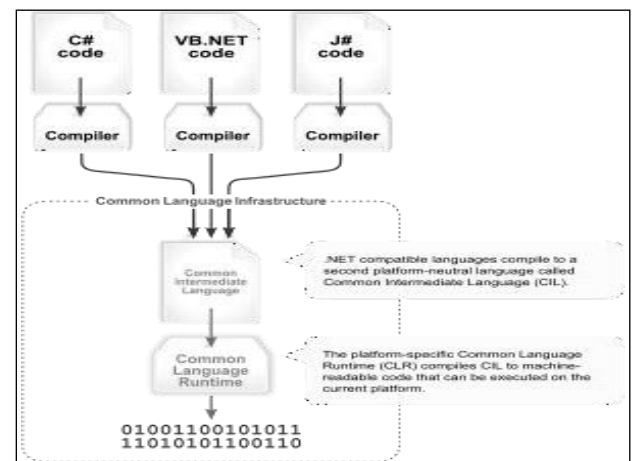 C#
code
VB.NET
code
J#
code
Compiler
Compiler
Compiler
Common Language Infrastructure
Common
Intermediate
Language
.NET compatible languages compile to a
second platform-neutral language called
Common Intermediate Language (CIL).
Common
Language
Runtime
The platform-specific Common Language
Runtime (CLR) compiles CIL to machine-
readable code that can be executed on the
current platform.
01001100101011
11010101100110